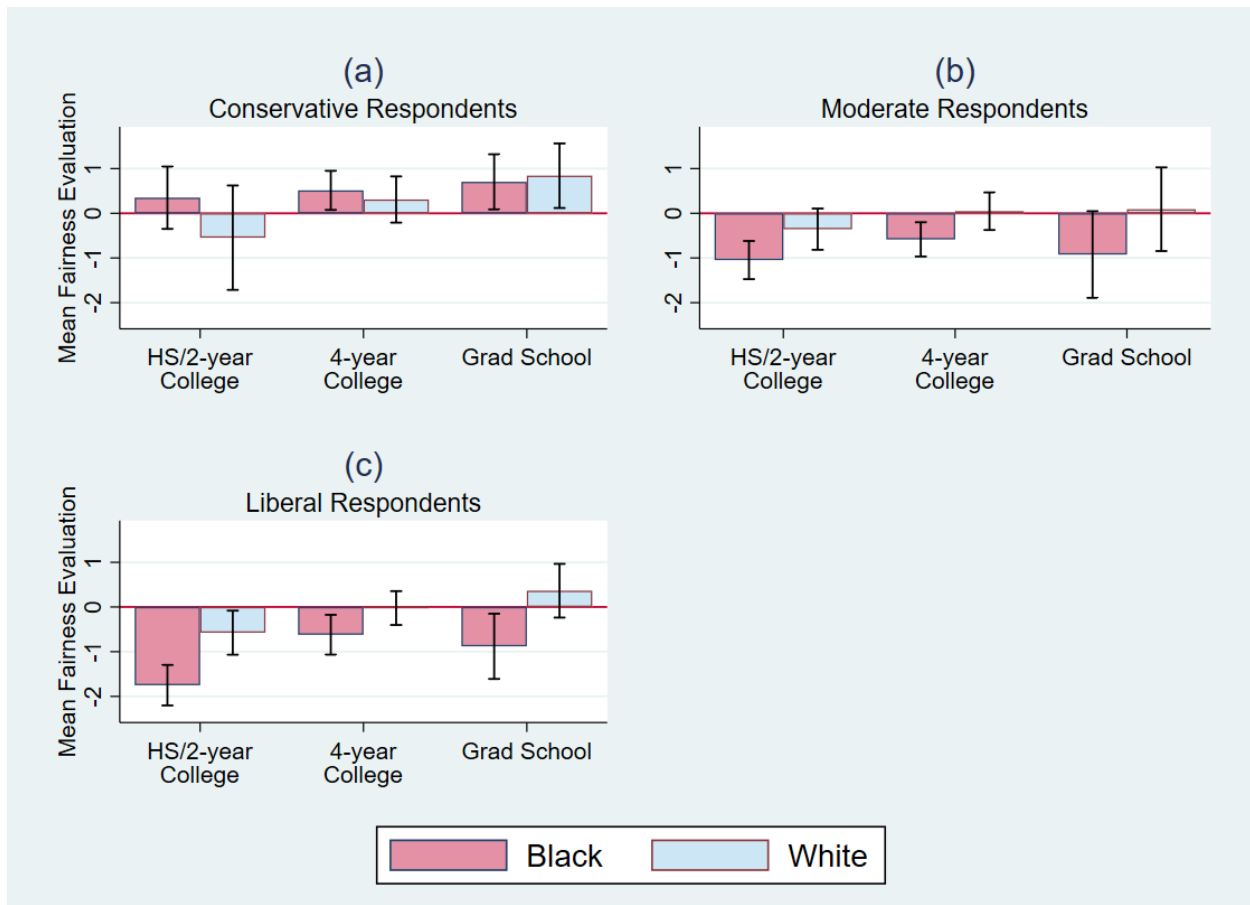 (a)
Conservative Respondents
Mean Fairness Evaluation
1
0
-1
-2
HS/2-year
College
4-year
College
Grad School
(b)
Moderate Respondents
1
0
-1
-2
HS/2-year
College
4-year
College
Grad School
(c)
Liberal Respondents
Mean Fairness Evaluation
1
0
-1
-2
HS/2-year
College
4-year
College
Grad School
Black
White